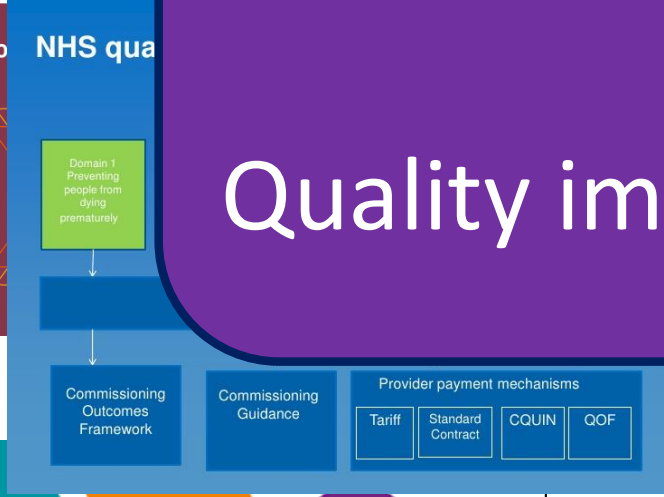 NHS qua
Quality im
Domain 1
Preventing
people from
dying
prematurely
Commissioning
Outcomes
Framework
Commissioning
Guidance
Provider payment mechanisms
Tariff
Standard
Contract
CQUIN
QOF